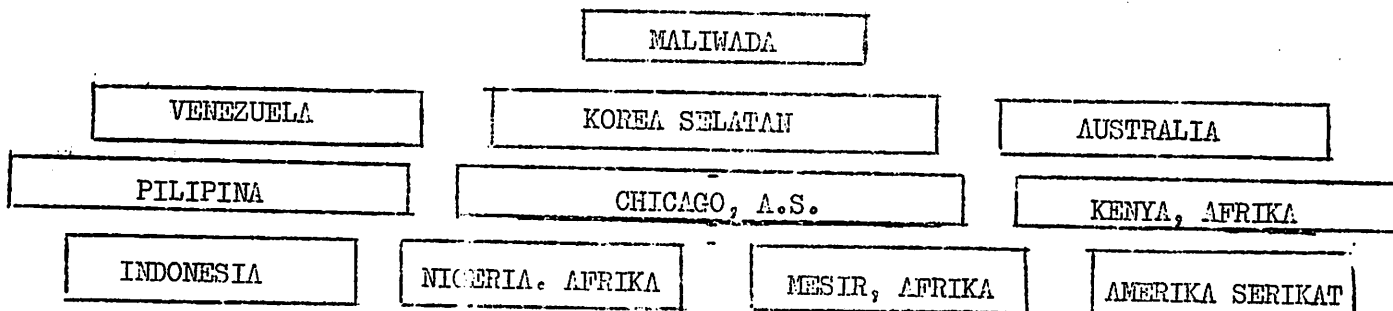 MALIWADA
VENEZUELA KOREA SELATAN AUSTRALIA
PILIPINA CHICAGO, A.S. KENYA, AFRIKA
INDONESIA NIGERIA. AFRIKA MESIR, AFRIKA AMERIKA SERIKAT